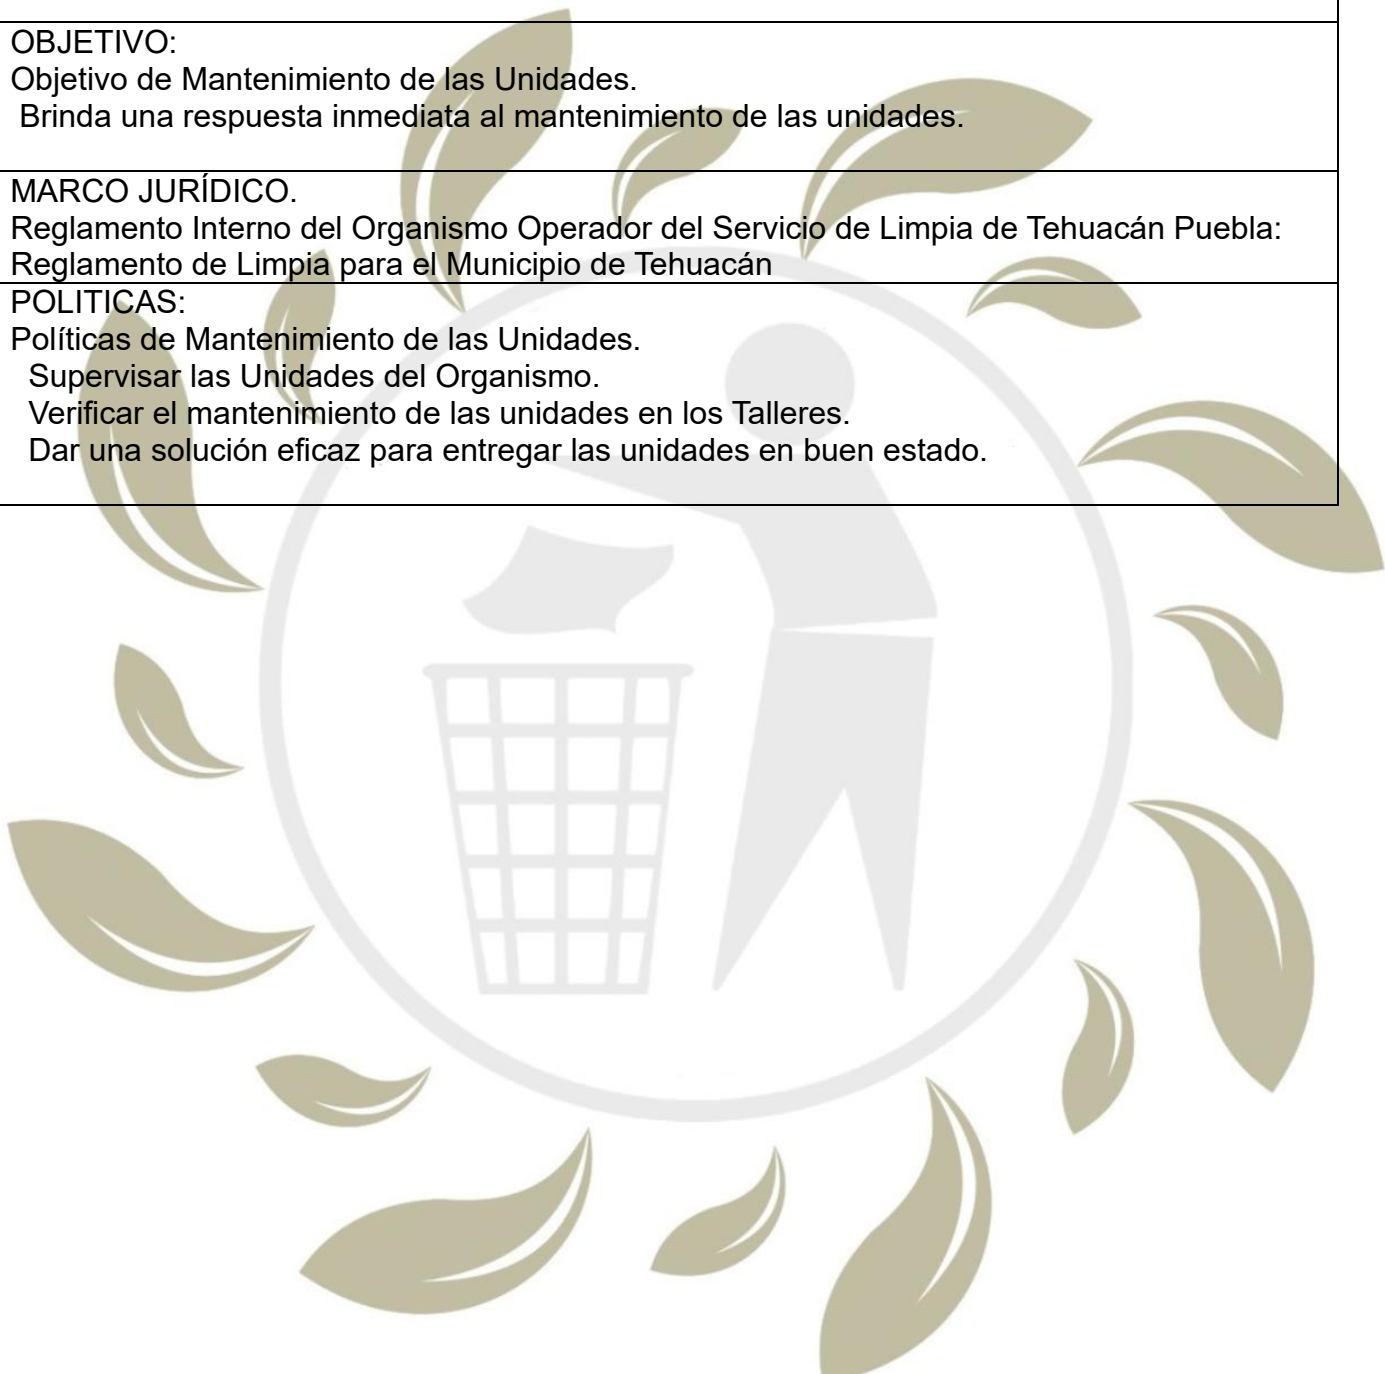 OBJETIVO:
Objetivo de Mantenimiento de las Unidades.
Brinda una respuesta inmediata al mantenimiento de las unidades.
MARCO JURÍDICO.
Reglamento Interno del Organismo Operador del Servicio de Limpia de Tehuacán Puebla:
Reglamento de Limpia para el Municipio de Tehuacán
POLITICAS:
Políticas de Mantenimiento de las Unidades.
Supervisar las Unidades del Organismo.
Verificar el mantenimiento de las unidades en los Talleres.
Dar una solución eficaz para entregar las unidades en buen estado.